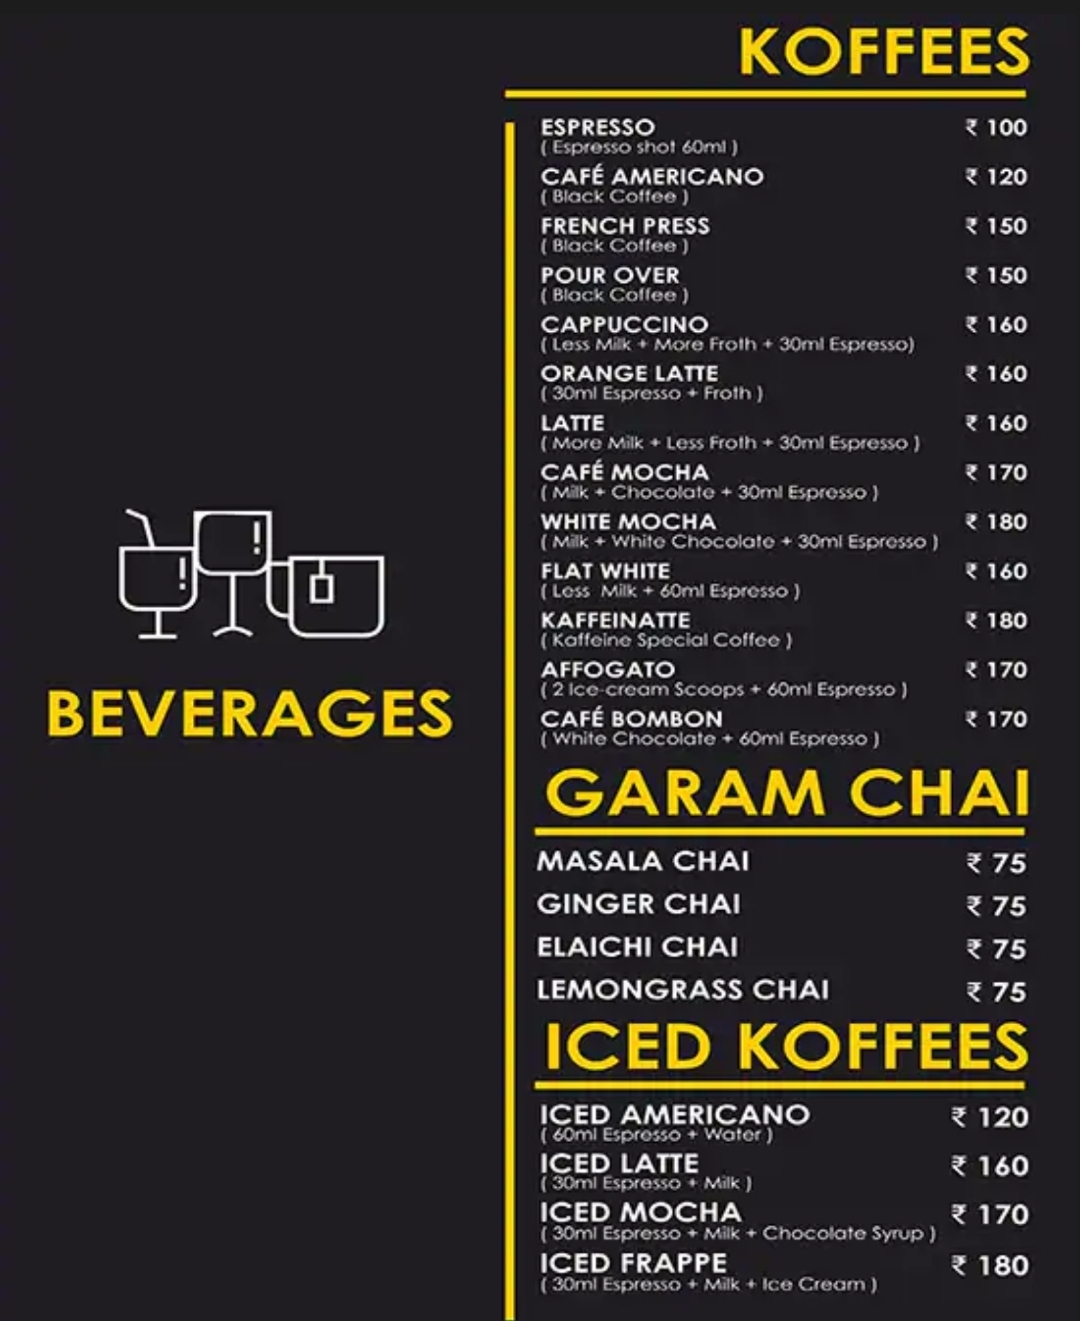 KOFFEES
ESPRESSO ₹ 100
( Espresso shot 60ml )
CAFÉ AMERICANO ₹ 120
( Black Coffee )
FRENCH PRESS ₹ 150
( Black Coffee )
POUR OVER ₹ 150
( Black Coffee )
CAPPUCCINO ₹ 160
( Less Milk + More Froth + 30ml Espresso)
ORANGE LATTE ₹ 160
( 30ml Espresso + Froth )
LATTE ₹ 160
( More Milk + Less Froth + 30ml Espresso )
CAFÉ MOCHA ₹ 170
( Milk + Chocolate + 30ml Espresso )
WHITE MOCHA ₹ 180
( Milk + White Chocolate + 30ml Espresso )
FLAT WHITE ₹ 160
( Less Milk + 60ml Espresso )
KAFFEINATTE ₹ 180
( Kaffeine Special Coffee )
AFFOGATO ₹ 170
( 2 Ice-cream Scoops + 60ml Espresso )
CAFÉ BOMBON ₹ 170
( White Chocolate + 60ml Espresso )
BEVERAGES
GARAM CHAI
MASALA CHAI ₹ 75
GINGER CHAI ₹ 75
ELAICHI CHAI ₹ 75
LEMONGRASS CHAI ₹ 75
ICED KOFFEES
ICED AMERICANO ₹ 120
( 60ml Espresso + Water )
ICED LATTE ₹ 160
( 30ml Espresso + Milk )
ICED MOCHA ₹ 170
( 30ml Espresso + Milk + Chocolate Syrup )
ICED FRAPPE ₹ 180
( 30ml Espresso + Milk + Ice Cream )